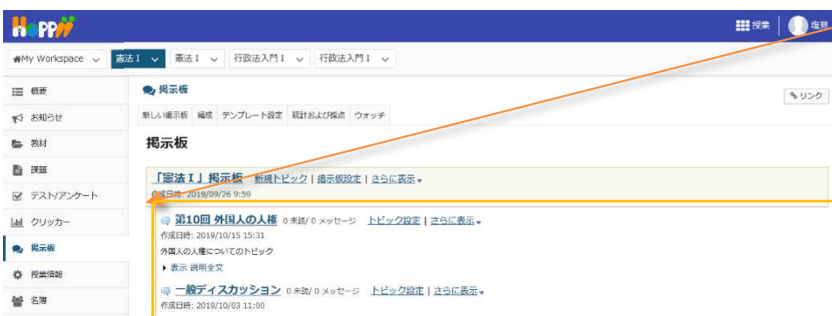 Hoppii
授業 塩見
My Workspace 憲法 I 憲法 I 行政法入門 I 行政法入門 I
概要
お知らせ
教材
課題
テスト/アンケート
クリッカー
掲示板
授業情報
名簿
掲示板
リンク
新しい掲示板 編成 テンプレート設定 統計および採点 ウォッチ
掲示板
「憲法 I」掲示板 新規トピック | 掲示板設定 | さらに表示
作成日時: 2019/09/26 9:59
第10回 外国人の人権 0 未読/ 0 メッセージ トピック設定 | さらに表示
作成日時: 2019/10/15 15:31
外国人の人権についてのトピック
表示 説明全文
一般ディスカッション 0 未読/ 0 メッセージ トピック設定 | さらに表示
作成日時: 2019/10/03 11:00